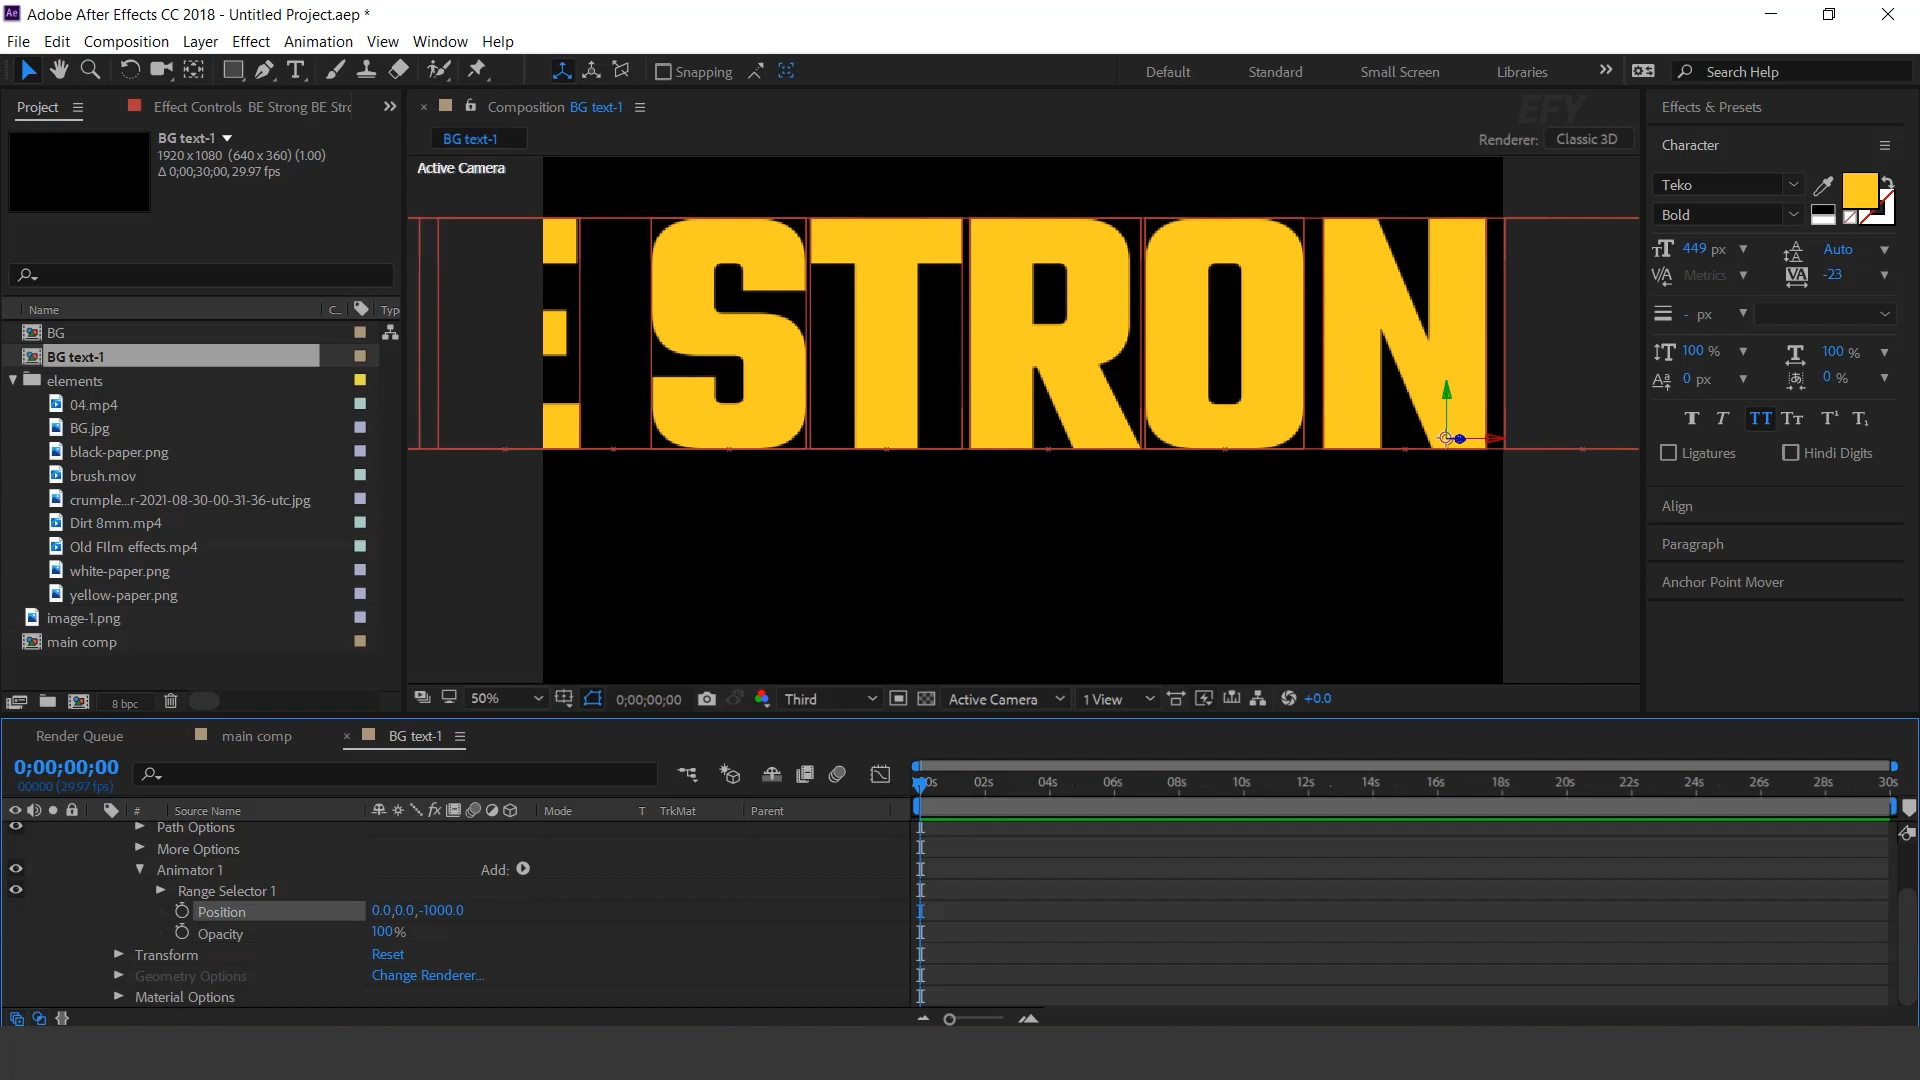 Adobe After Effects CC 2018 - Untitled Project.aep *
File Edit Composition Layer Effect Animation View Window Help
Snapping
Default Standard Small Screen Libraries
Search Help
Project
Effect Controls BE Strong BE Strc
Composition BG text-1
EFY
Effects & Presets
BG text-1
1920 x 1080 (640 x 360) (1.00)
Δ 0;00;30;00, 29.97 fps
BG text-1
Renderer: Classic 3D
Character
Active Camera
E STRON
Teko
Bold
449 px Auto
Metrics -23
- px
100 % 100 %
0 px 0 %
Ligatures Hindi Digits
Align
Paragraph
Anchor Point Mover
Name C... Typ
BG
BG text-1
elements
04.mp4
BG.jpg
black-paper.png
brush.mov
crumple...r-2021-08-30-00-31-36-utc.jpg
Dirt 8mm.mp4
Old FIlm effects.mp4
white-paper.png
yellow-paper.png
image-1.png
main comp
8 bpc
50% 0;00;00;00 Third Active Camera 1 View +0.0
Render Queue main comp BG text-1
0;00;00;00
00000 (29.97 fps)
:00s 02s 04s 06s 08s 10s 12s 14s 16s 18s 20s 22s 24s 26s 28s 30s
# Source Name Mode T TrkMat Parent
Path Options
More Options
Animator 1 Add:
Range Selector 1
Position 0.0,0.0,-1000.0
Opacity 100%
Transform Reset
Geometry Options Change Renderer...
Material Options